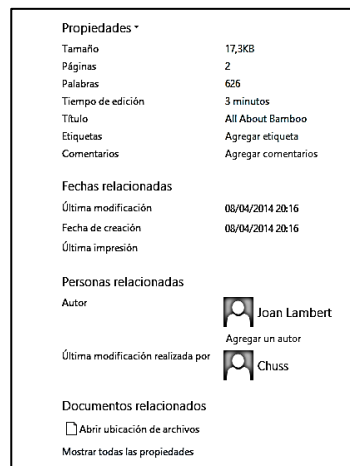 Propiedades
Tamaño 17,3KB
Páginas 2
Palabras 626
Tiempo de edición 3 minutos
Título All About Bamboo
Etiquetas Agregar etiqueta
Comentarios Agregar comentarios
Fechas relacionadas
Última modificación 08/04/2014 20:16
Fecha de creación 08/04/2014 20:16
Última impresión
Personas relacionadas
Autor Joan Lambert
Agregar un autor
Última modificación realizada por Chuss
Documentos relacionados
Abrir ubicación de archivos
Mostrar todas las propiedades